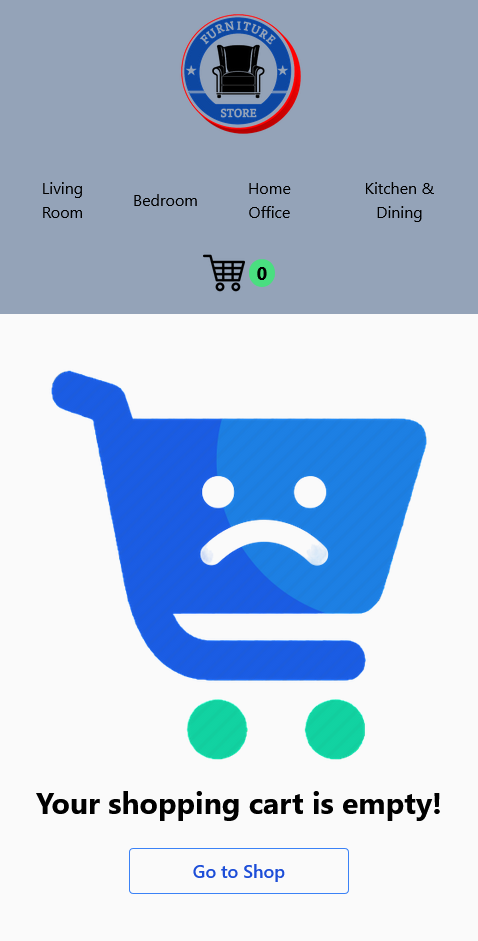 FURNITURE
STORE
Living
Room
Bedroom
Home
Office
Kitchen &
Dining
0
Your shopping cart is empty!
Go to Shop